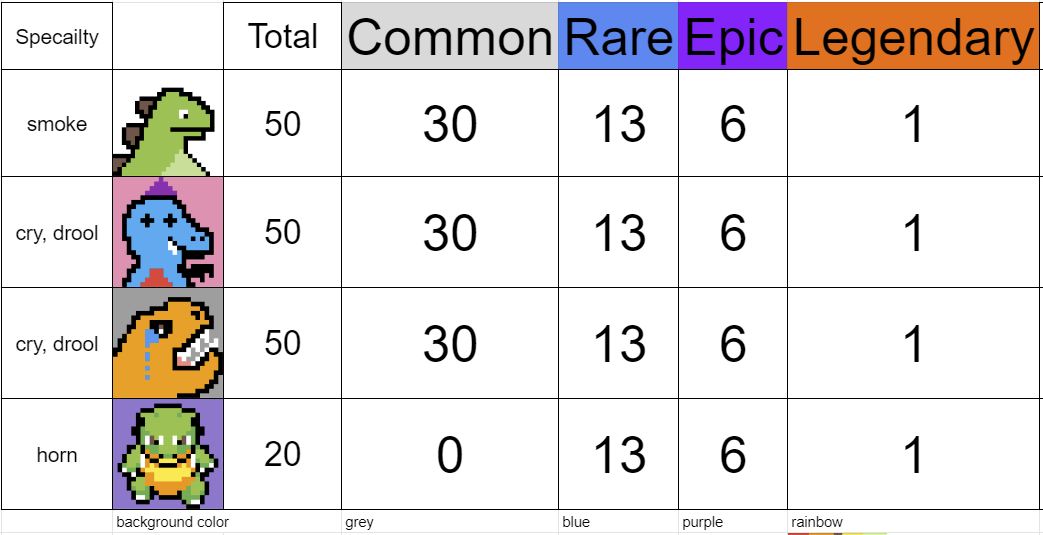 Specailty Total Common Rare Epic Legendary
smoke 50 30 13 6 1
cry, drool 50 30 13 6 1
cry, drool 50 30 13 6 1
horn 20 0 13 6 1
background color grey blue purple rainbow